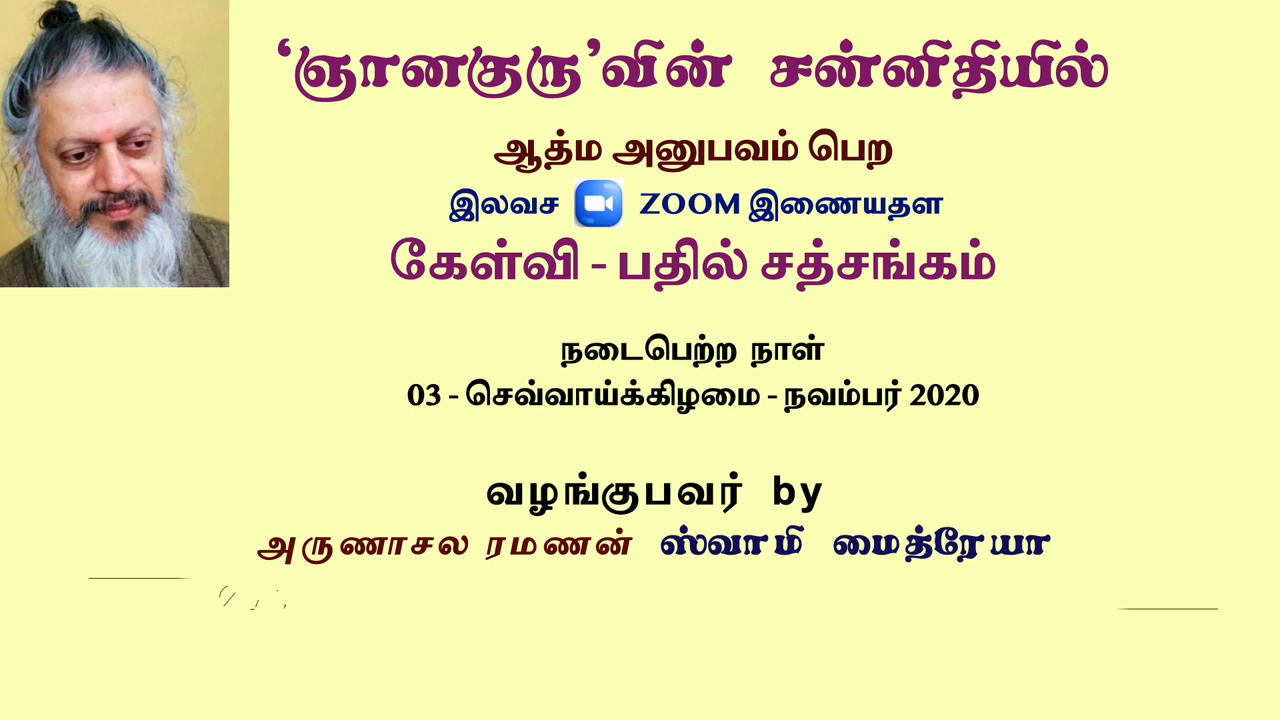 ‘ஞானகுரு’வின் சன்னிதியில்
ஆத்ம அனுபவம் பெற
இலவச ZOOM இணையதள
கேள்வி - பதில் சத்சங்கம்
நடைபெற்ற நாள்
03 - செவ்வாய்க்கிழமை - நவம்பர் 2020
வழங்குபவர் by
அருணாசல ரமணன் ஸ்வாமி மைத்ரேயா